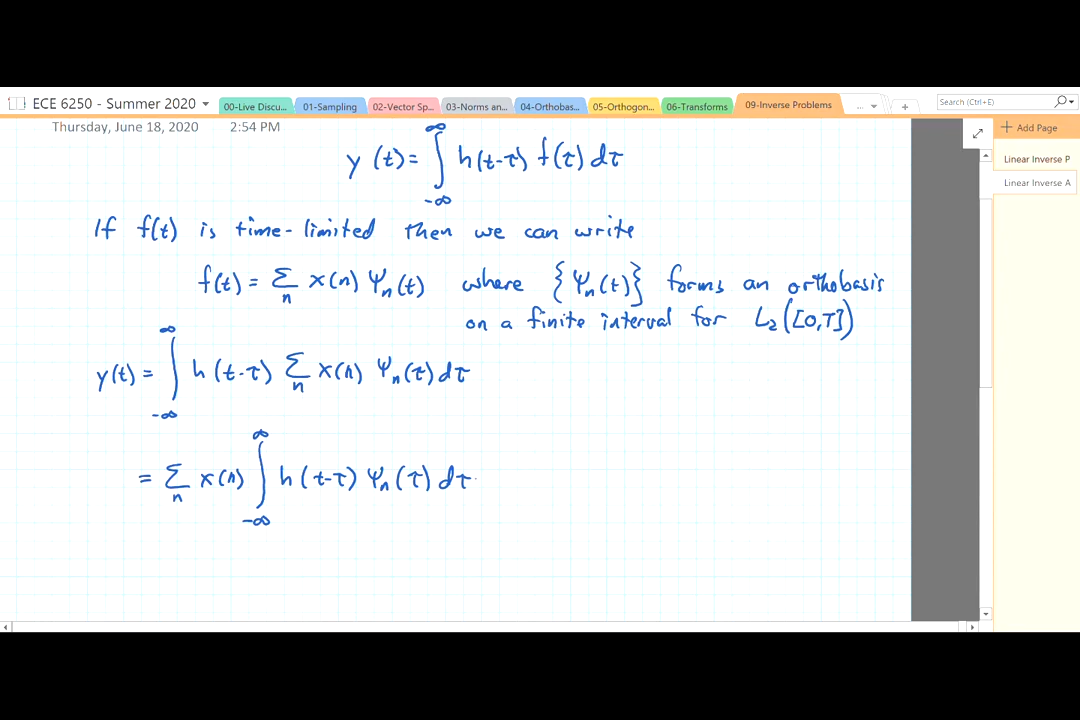 ECE 6250 - Summer 2020
00-Live Discu...
01-Sampling
02-Vector Sp...
03-Norms an...
04-Orthobas...
05-Orthogon...
06-Transforms
09-Inverse Problems
...
Search (Ctrl+E)
Add Page
Linear Inverse P
Linear Inverse A
Thursday, June 18, 2020 2:54 PM
y(t) = ∫_{-∞}^{∞} h(t-τ) f(τ) dτ
If f(t) is time-limited then we can write
f(t) = Σ_n x(n) Ψ_n(t) where {Ψ_n(t)} forms an orthobasis
on a finite interval for L₂([0,T])
y(t) = ∫_{-∞}^{∞} h(t-τ) Σ_n x(n) Ψ_n(τ) dτ
= Σ_n x(n) ∫_{-∞}^{∞} h(t-τ) Ψ_n(τ) dτ